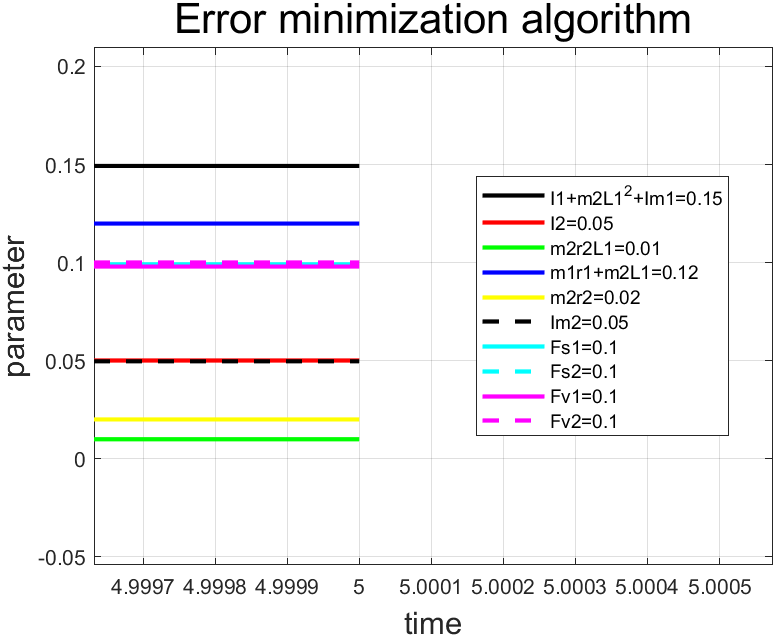 Error minimization algorithm
parameter
0.2
0.15
0.1
0.05
0
-0.05
I1+m2L1²+Im1=0.15
I2=0.05
m2r2L1=0.01
m1r1+m2L1=0.12
m2r2=0.02
Im2=0.05
Fs1=0.1
Fs2=0.1
Fv1=0.1
Fv2=0.1
4.9997 4.9998 4.9999 5 5.0001 5.0002 5.0003 5.0004 5.0005
time